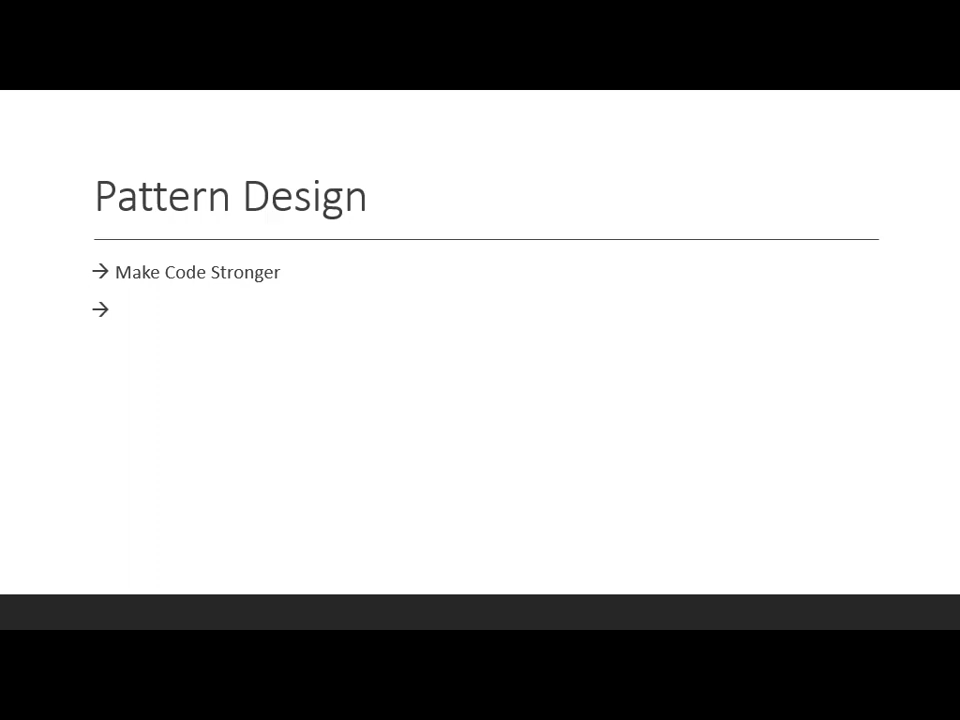 Pattern Design
→ Make Code Stronger
→